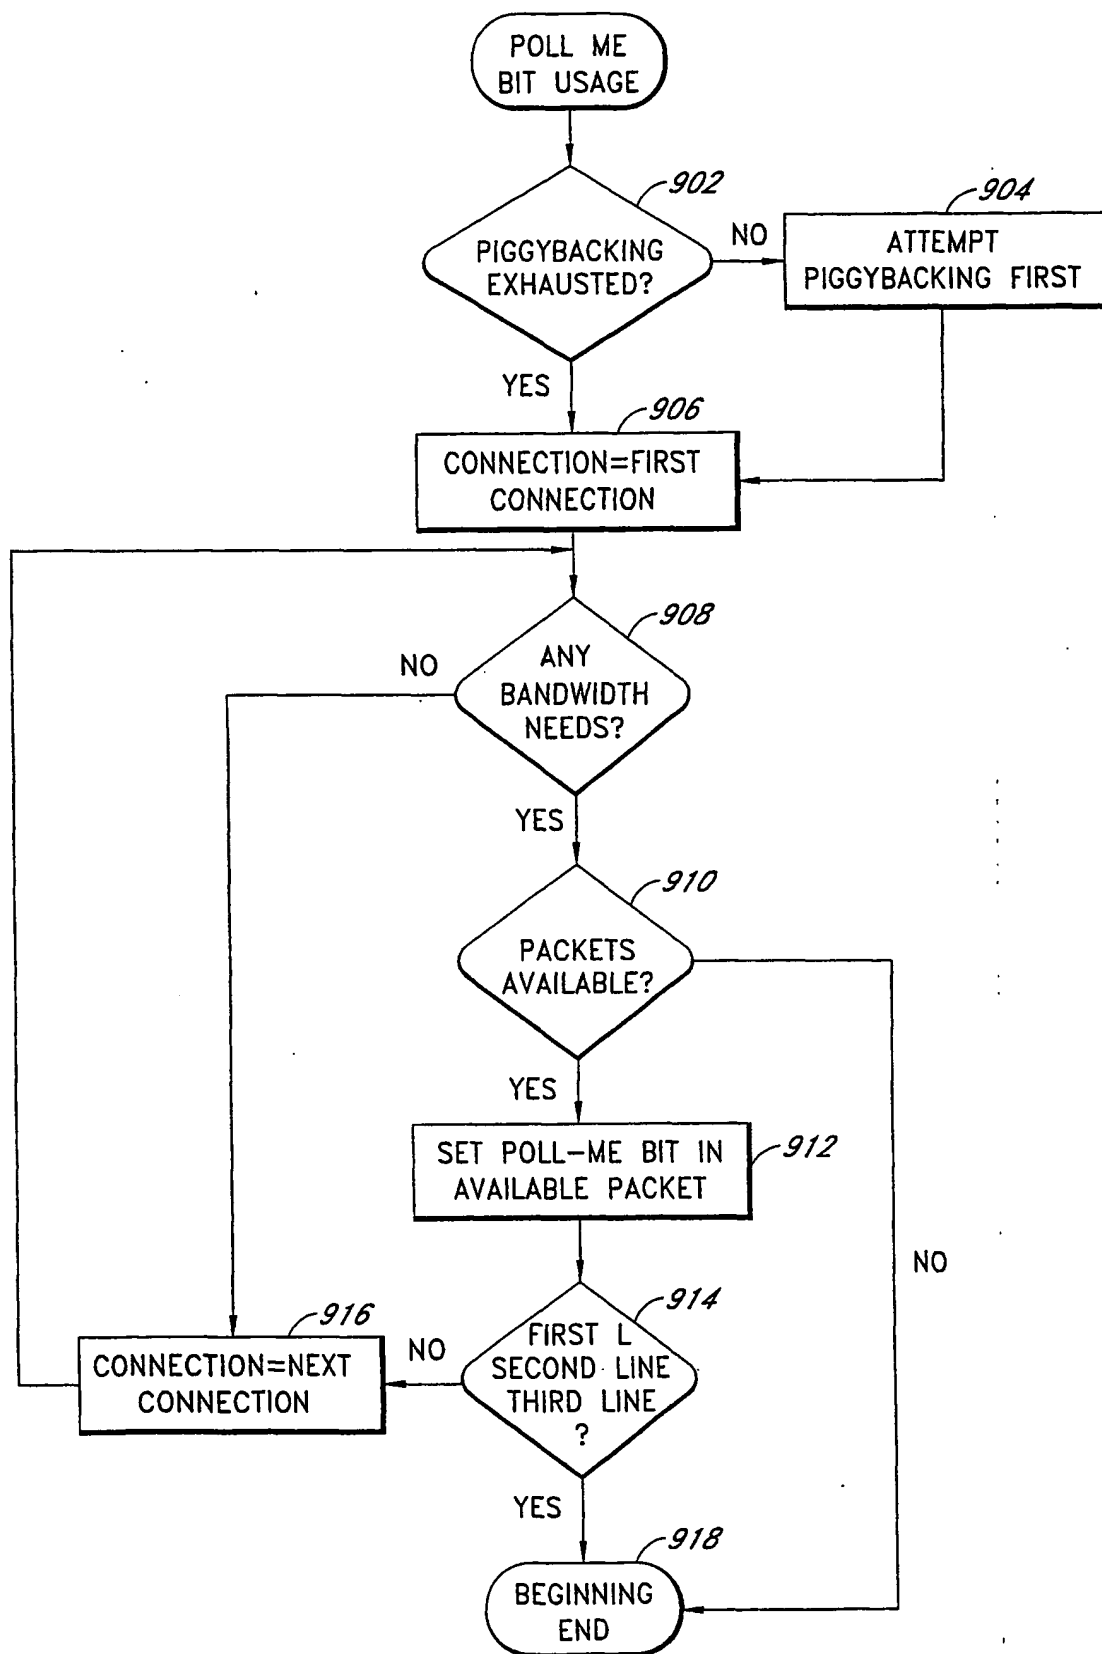 POLL ME
BIT USAGE
902
PIGGYBACKING
EXHAUSTED?
NO
904
ATTEMPT
PIGGYBACKING FIRST
YES
906
CONNECTION=FIRST
CONNECTION
908
NO
ANY
BANDWIDTH
NEEDS?
YES
910
PACKETS
AVAILABLE?
YES
SET POLL-ME BIT IN
AVAILABLE PACKET
912
NO
914
FIRST L
SECOND LINE
THIRD LINE
?
NO
916
CONNECTION=NEXT
CONNECTION
YES
918
BEGINNING
END